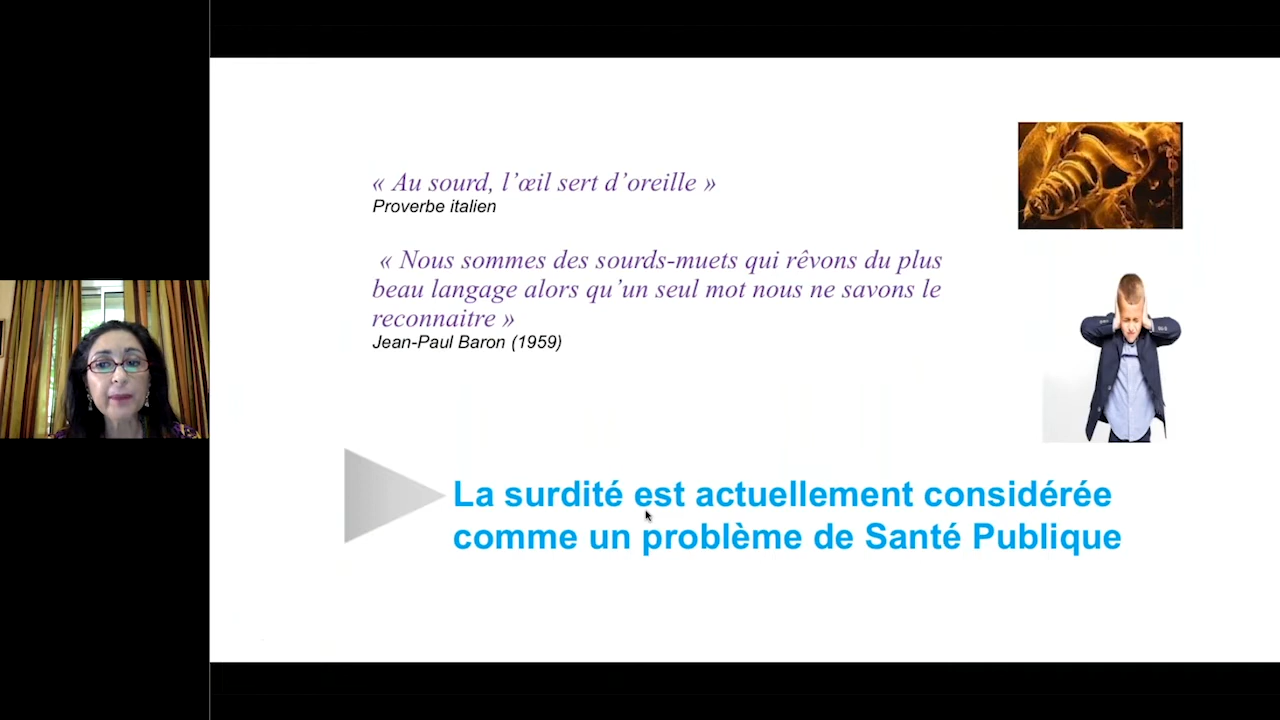 « Au sourd, l’œil sert d’oreille »
Proverbe italien
« Nous sommes des sourds-muets qui rêvons du plus
beau langage alors qu’un seul mot nous ne savons le
reconnaitre »
Jean-Paul Baron (1959)
La surdité est actuellement considérée
comme un problème de Santé Publique